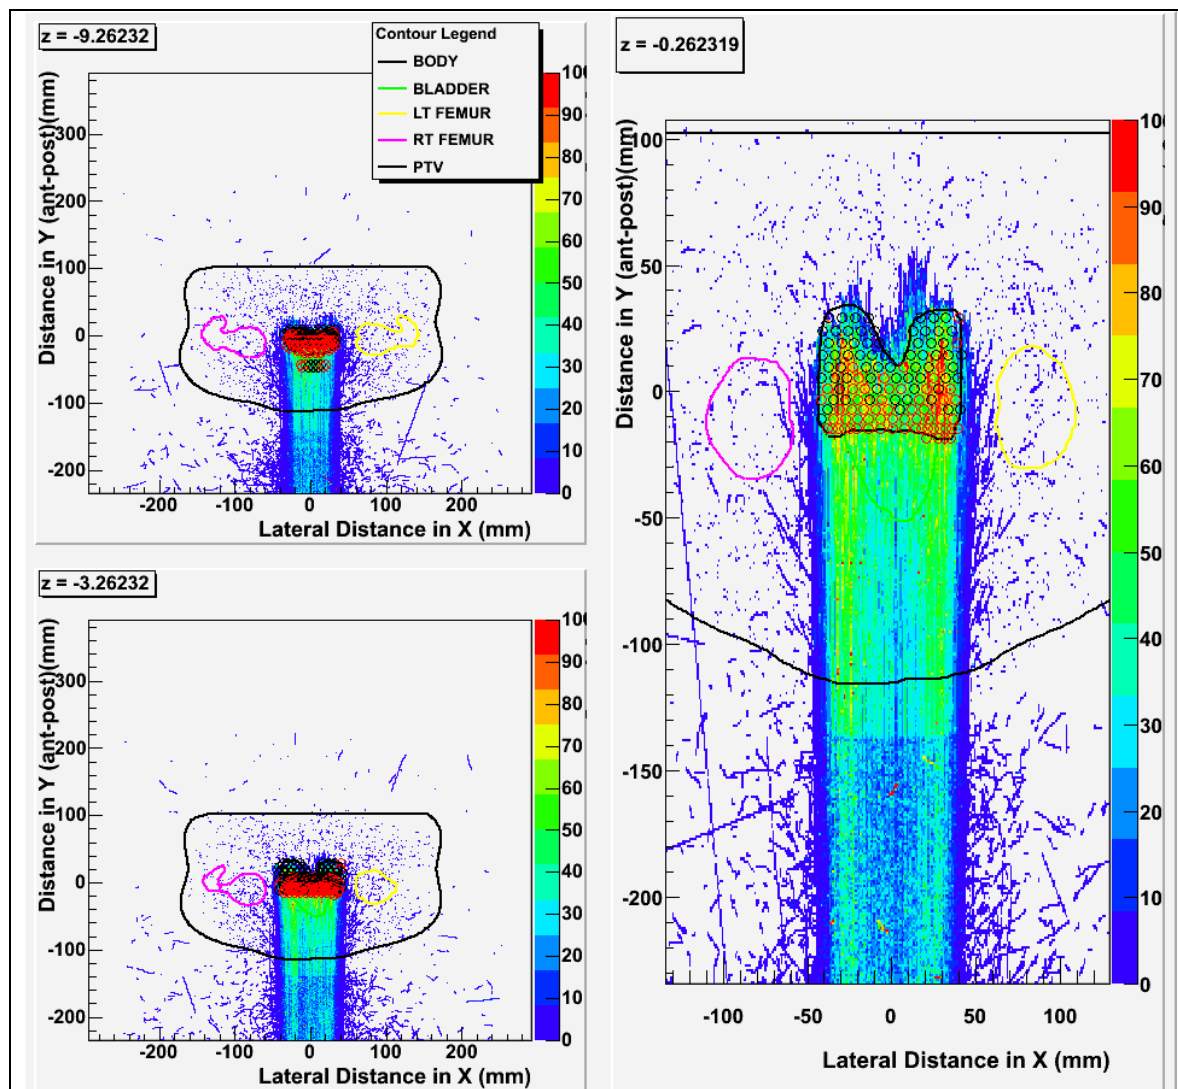 z = -9.26232
Contour Legend
BODY
BLADDER
LT FEMUR
RT FEMUR
PTV
Distance in Y (ant-post)(mm)
300
200
100
0
-100
-200
-200 -100 0 100 200
Lateral Distance in X (mm)
100
90
80
70
60
50
40
30
20
10
0
z = -3.26232
Distance in Y (ant-post)(mm)
300
200
100
0
-100
-200
-200 -100 0 100 200
Lateral Distance in X (mm)
100
90
80
70
60
50
40
30
20
10
0
z = -0.262319
Distance in Y (ant-post)(mm)
100
50
0
-50
-100
-150
-200
-100 -50 0 50 100
Lateral Distance in X (mm)
100
90
80
70
60
50
40
30
20
10
0